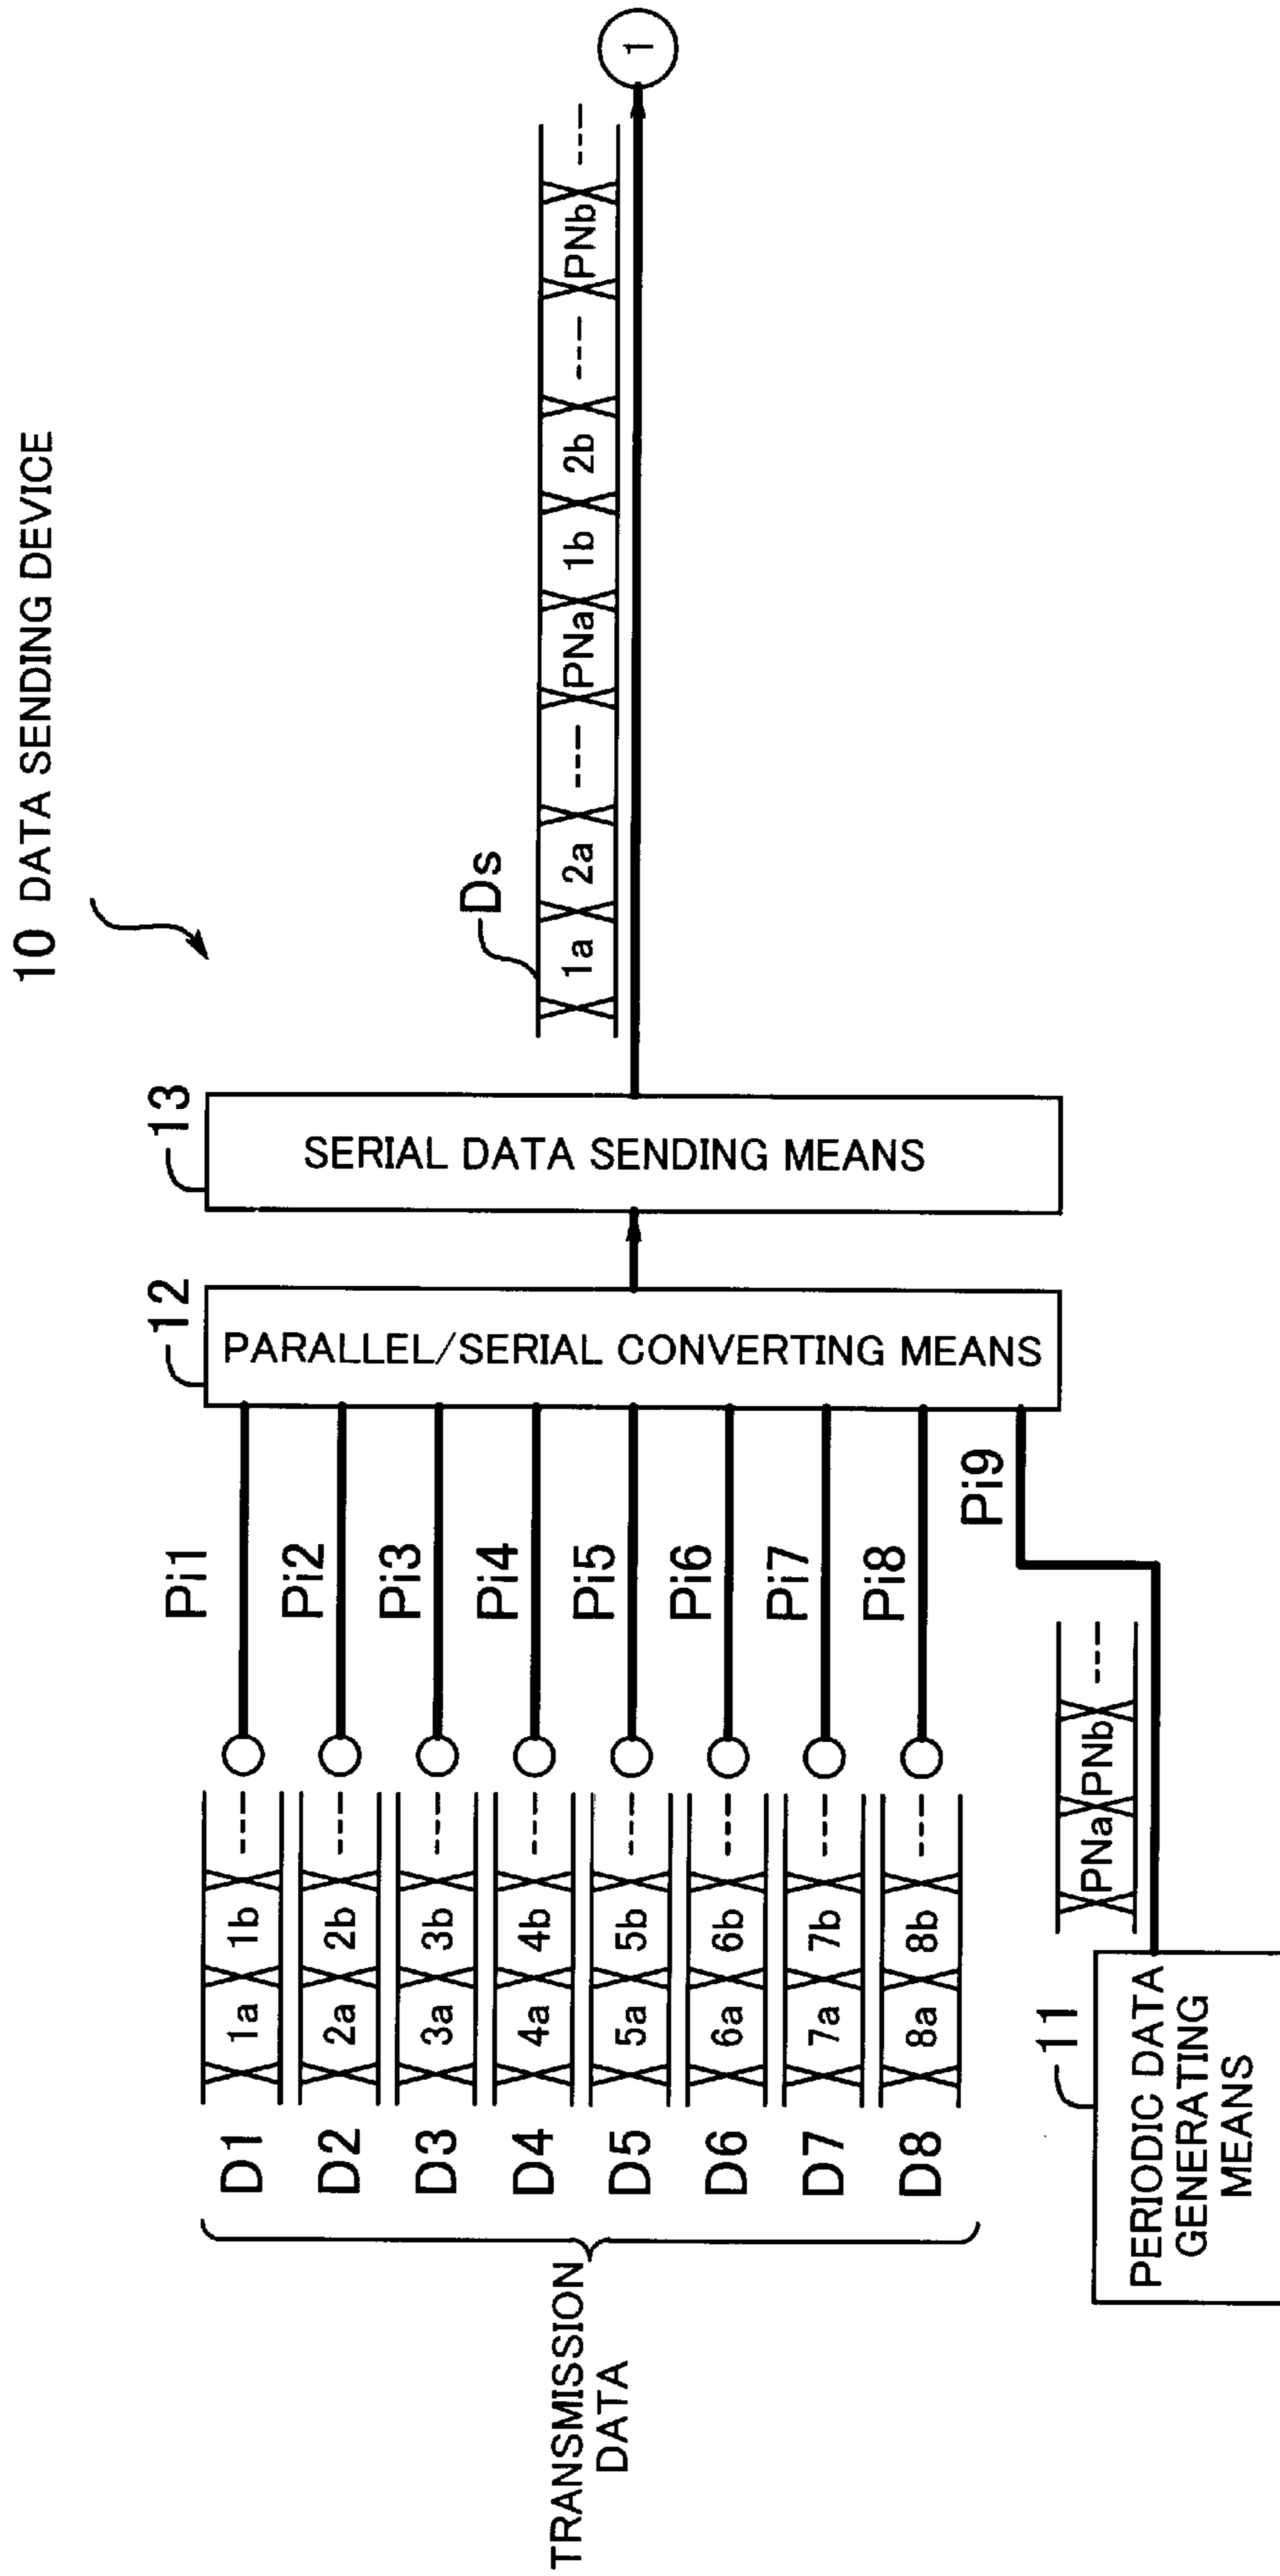 10 DATA SENDING DEVICE
TRANSMISSION
DATA
D1 1a 1b ---- Pi1
D2 2a 2b ---- Pi2
D3 3a 3b ---- Pi3
D4 4a 4b ---- Pi4
D5 5a 5b ---- Pi5
D6 6a 6b ---- Pi6
D7 7a 7b ---- Pi7
D8 8a 8b ---- Pi8
11
PERIODIC DATA
GENERATING
MEANS
PNa PNb ---
Pi9
12
PARALLEL/SERIAL CONVERTING MEANS
13
SERIAL DATA SENDING MEANS
Ds
1a 2a ---- PNa 1b 2b ---- PNb ----
1